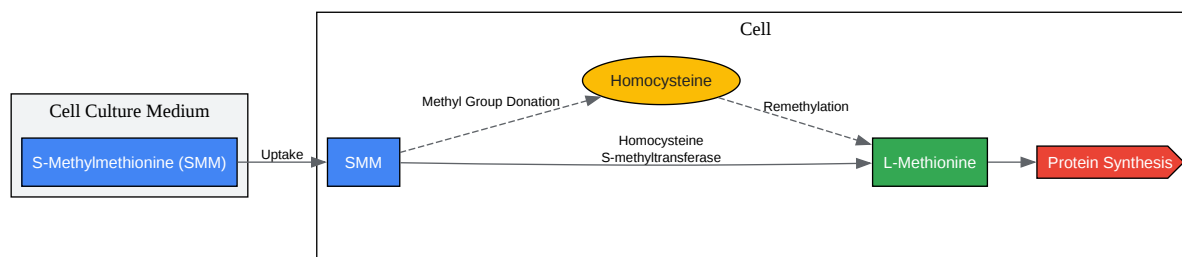 Cell
Cell Culture Medium
S-Methylmethionine (SMM)
Uptake
SMM
Methyl Group Donation
Homocysteine
Remethylation
Homocysteine
S-methyltransferase
L-Methionine
Protein Synthesis